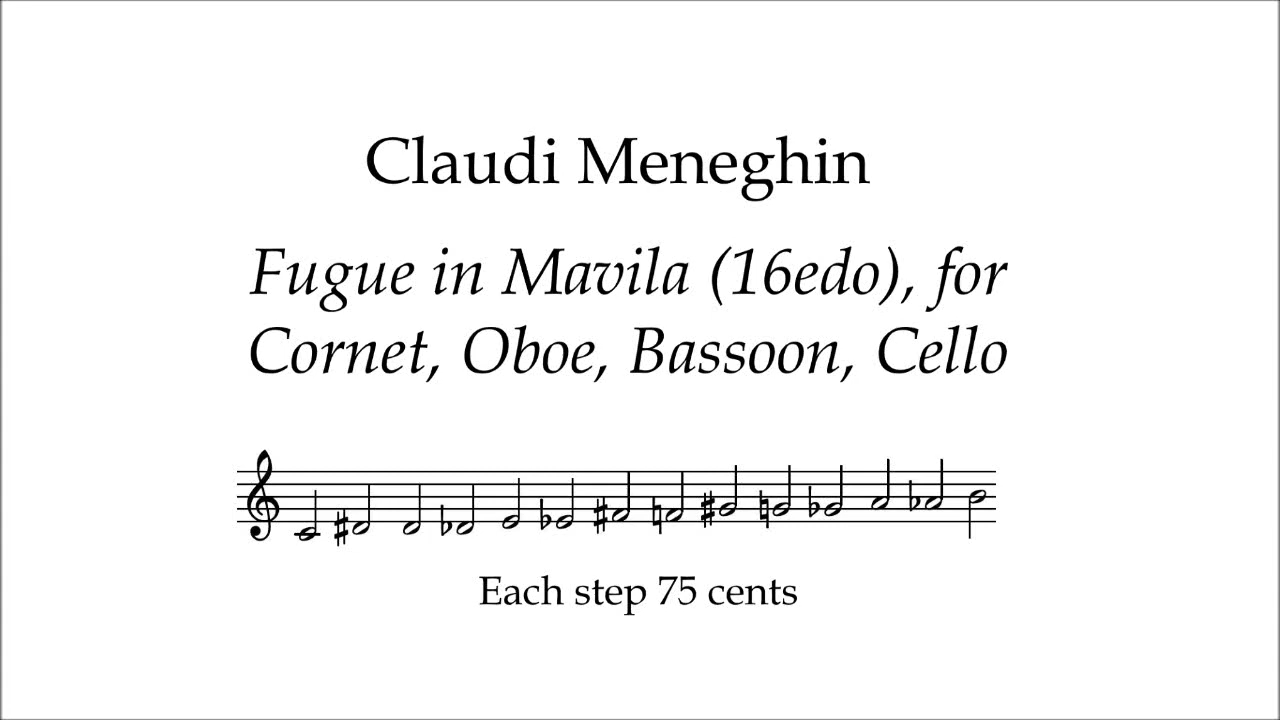 Claudi Meneghin
Fugue in Mavila (16edo), for
Cornet, Oboe, Bassoon, Cello
Each step 75 cents